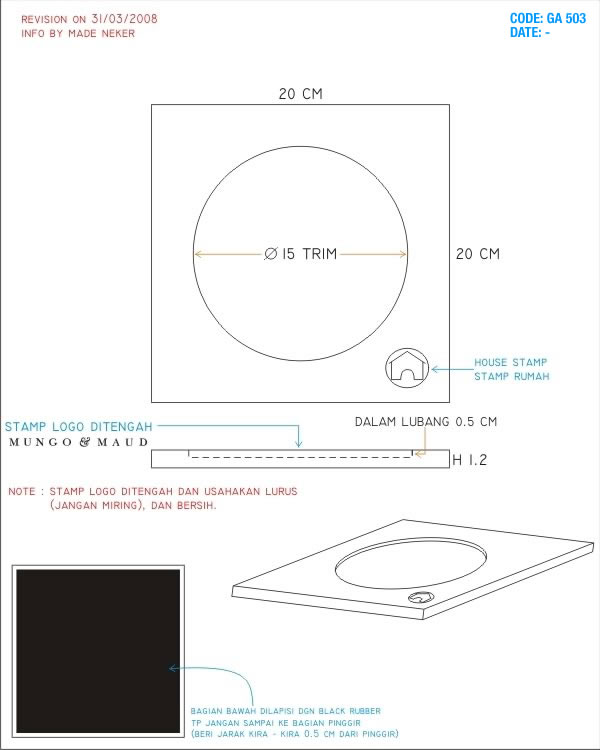 REVISION ON 31/03/2008
INFO BY MADE NEKER
CODE: GA 503
DATE: -
20 CM
Ø 15 TRIM
20 CM
HOUSE STAMP
STAMP RUMAH
STAMP LOGO DITENGAH
MUNGO & MAUD
DALAM LUBANG 0.5 CM
H 1.2
NOTE : STAMP LOGO DITENGAH DAN USAHAKAN LURUS
(JANGAN MIRING), DAN BERSIH.
BAGIAN BAWAH DILAPISI DGN BLACK RUBBER
TP JANGAN SAMPAI KE BAGIAN PINGGIR
(BERI JARAK KIRA - KIRA 0.5 CM DARI PINGGIR)